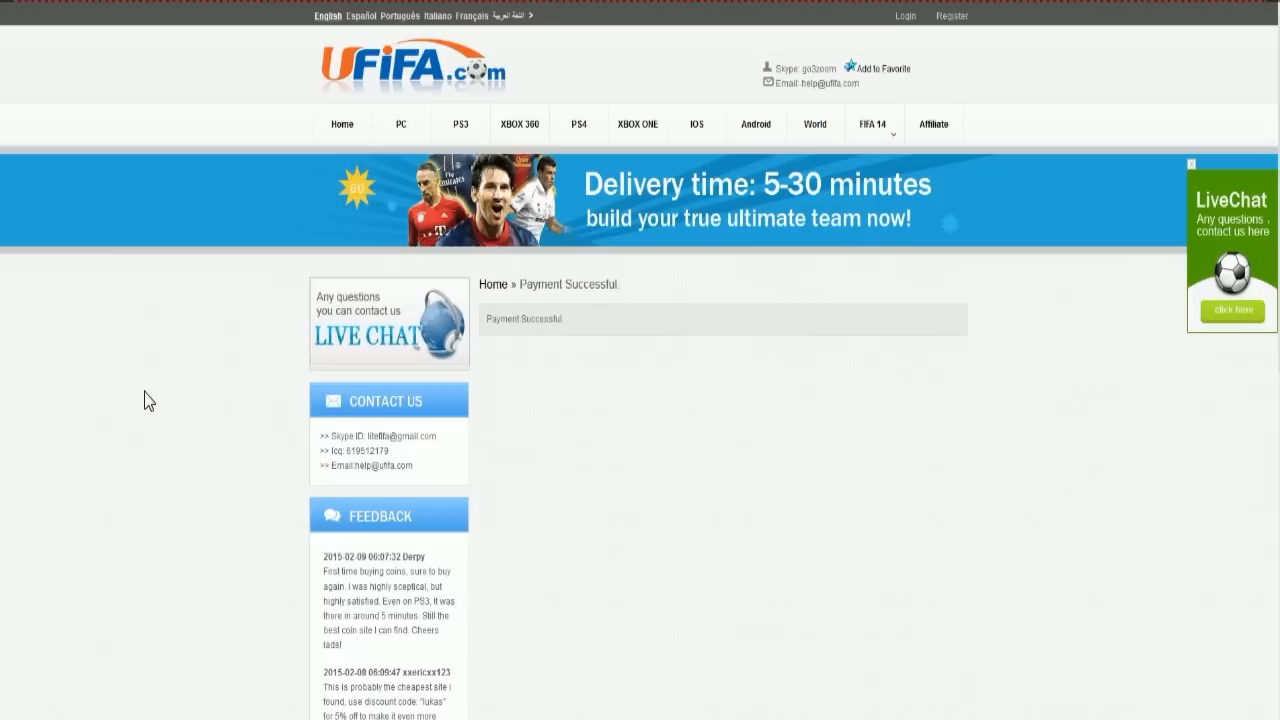 English Español Português Italiano Français اللغة العربية >
Login Register
UFiFA.com
Skype: go3zoom Add to Favorite
Email: help@ufifa.com
Home PC PS3 XBOX 360 PS4 XBOX ONE IOS Android World FIFA 14 Affiliate
GO
Delivery time: 5-30 minutes
build your true ultimate team now!
LiveChat
Any questions ,
contact us here
click here
Any questions
you can contact us
LIVE CHAT
Home » Payment Successful.
Payment Successful.
CONTACT US
>> Skype ID: litefifa@gmail.com
>> Icq: 619512179
>> Email:help@ufifa.com
FEEDBACK
2015-02-09 06:07:32 Derpy
First time buying coins, sure to buy
again. I was highly sceptical, but
highly satisfied. Even on PS3, It was
there in around 5 minutes. Still the
best coin site I can find. Cheers
lads!
2015-02-08 06:09:47 xxericxx123
This is probably the cheapest site i
found, use discount code: "lukas"
for 5% off to make it even more